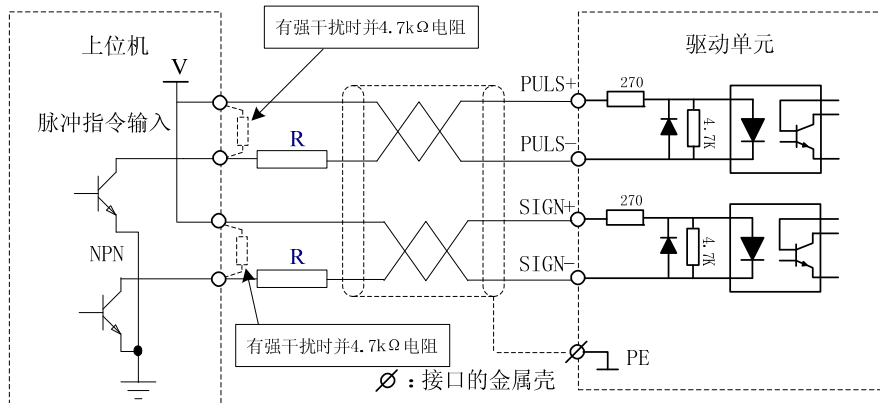 有强干扰时并4.7kΩ电阻
上位机
驱动单元
V
PULS+
270
脉冲指令输入
4.7K
R
PULS-
SIGN+
270
NPN
R
4.7K
SIGN-
有强干扰时并4.7kΩ电阻
PE
：接口的金属壳